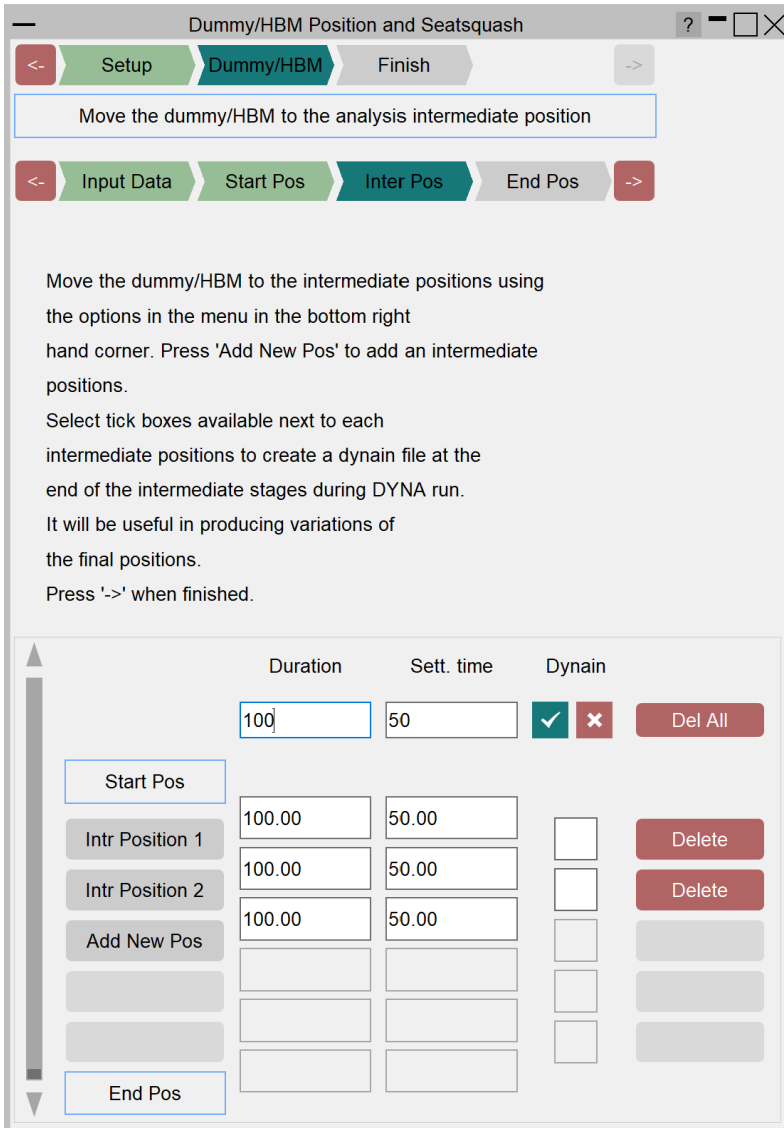 Dummy/HBM Position and Seatsquash ?
<- Setup Dummy/HBM Finish ->
Move the dummy/HBM to the analysis intermediate position
<- Input Data Start Pos Inter Pos End Pos ->
Move the dummy/HBM to the intermediate positions using
the options in the menu in the bottom right
hand corner. Press 'Add New Pos' to add an intermediate
positions.
Select tick boxes available next to each
intermediate positions to create a dynain file at the
end of the intermediate stages during DYNA run.
It will be useful in producing variations of
the final positions.
Press '->' when finished.
Duration Sett. time Dynain
100 50 Del All
Start Pos
100.00 50.00
Intr Position 1 Delete
100.00 50.00
Intr Position 2 Delete
100.00 50.00
Add New Pos
End Pos